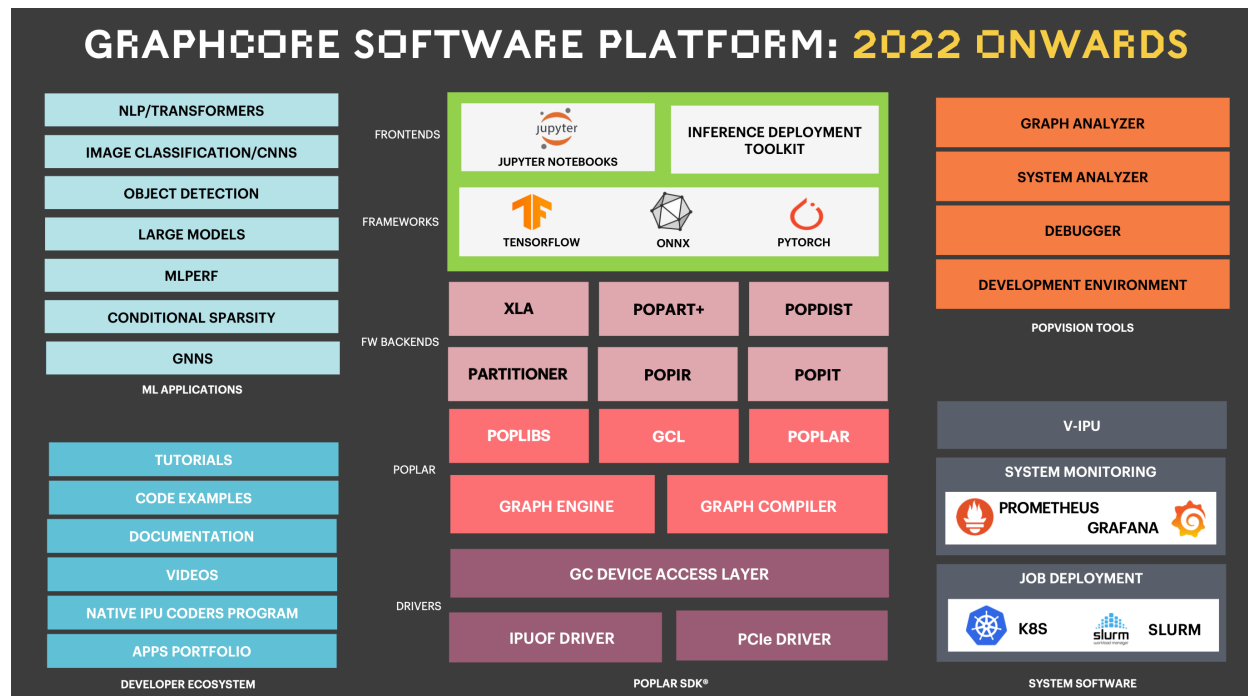 GRAPHCORE SOFTWARE PLATFORM: 2022 ONWARDS
NLP/TRANSFORMERS
IMAGE CLASSIFICATION/CNNS
OBJECT DETECTION
LARGE MODELS
MLPERF
CONDITIONAL SPARSITY
GNNS
ML APPLICATIONS
TUTORIALS
CODE EXAMPLES
DOCUMENTATION
VIDEOS
NATIVE IPU CODERS PROGRAM
APPS PORTFOLIO
DEVELOPER ECOSYSTEM
FRONTENDS
jupyter
JUPYTER NOTEBOOKS
INFERENCE DEPLOYMENT
TOOLKIT
FRAMEWORKS
TENSORFLOW
ONNX
PYTORCH
FW BACKENDS
XLA
POPART+
POPDIST
PARTITIONER
POPIR
POPIT
POPLAR
POPLIBS
GCL
POPLAR
GRAPH ENGINE
GRAPH COMPILER
DRIVERS
GC DEVICE ACCESS LAYER
IPUOF DRIVER
PCIe DRIVER
POPLAR SDK®
GRAPH ANALYZER
SYSTEM ANALYZER
DEBUGGER
DEVELOPMENT ENVIRONMENT
POPVISION TOOLS
V-IPU
SYSTEM MONITORING
PROMETHEUS
GRAFANA
JOB DEPLOYMENT
K8S
slurm
workload manager
SLURM
SYSTEM SOFTWARE